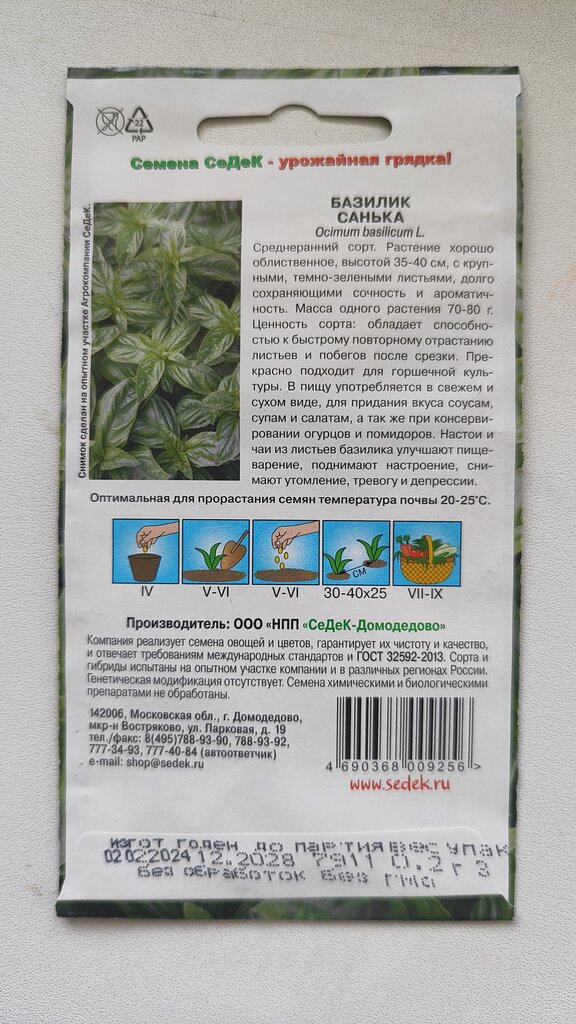 22
PAP
Семена СеДеК - урожайная грядка!
Снимок сделан на опытном участке Агрокомпании СеДеК.
БАЗИЛИК
САНЬКА
Ocimum basilicum L.
Среднеранний сорт. Растение хорошо
облиственное, высотой 35-40 см, с круп-
ными, темно-зелеными листьями, долго
сохраняющими сочность и ароматич-
ность. Масса одного растения 70-80 г.
Ценность сорта: обладает способно-
стью к быстрому повторному отрастанию
листьев и побегов после срезки. Пре-
красно подходит для горшечной куль-
туры. В пищу употребляется в свежем и
сухом виде, для придания вкуса соусам,
супам и салатам, а так же при консерви-
ровании огурцов и помидоров. Настои и
чаи из листьев базилика улучшают пище-
варение, поднимают настроение, сни-
мают утомление, тревогу и депрессии.
Оптимальная для прорастания семян температура почвы 20-25°С.
СМ
IV V-VI V-VI 30-40x25 VII-IX
Производитель: ООО "НПП "СеДеК-Домодедово»
Компания реализует семена овощей и цветов, гарантирует их чистоту и качество,
и отвечает требованиям международных стандартов и ГОСТ 32592-2013. Сорта и
гибриды испытаны на опытном участке компании и в различных регионах России.
Генетическая модификация отсутствует. Семена химическими и биологическими
препаратами не обработаны.
142006, Московская обл., г. Домодедово,
мкр-н Востряково, ул. Парковая, д. 19
тел./факс: 8(495)788-93-90, 788-93-92,
777-34-93, 777-40-84 (автоответчик)
e-mail: shop@sedek.ru
4 690368 009256 >
www.sedek.ru
изгот годен до партия вес упак
02 02 2024 12.2028 7911 0.2 г 3
без обработок без ГМО